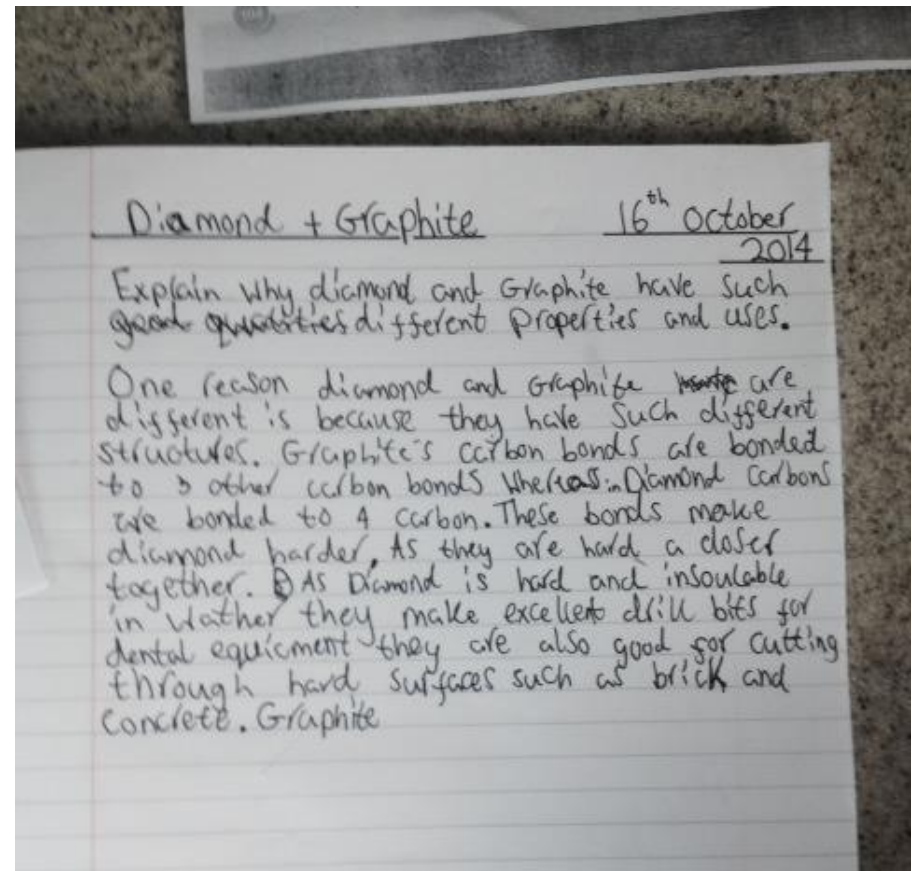 Diamond + Graphite 16th October
2014
Explain why diamond and Graphite have such
different properties and uses.
One reason diamond and Graphite are
different is because they have such different
structures. Graphite's carbon bonds are bonded
to 3 other carbon bonds whereas in Diamond carbons
are bonded to 4 carbon. These bonds make
diamond harder, As they are hard a closer
together. As Diamond is hard and insoulable
in wather they make excellent drill bits for
dental equicment they are also good for cutting
through hard surfaces such as brick and
concrete. Graphite